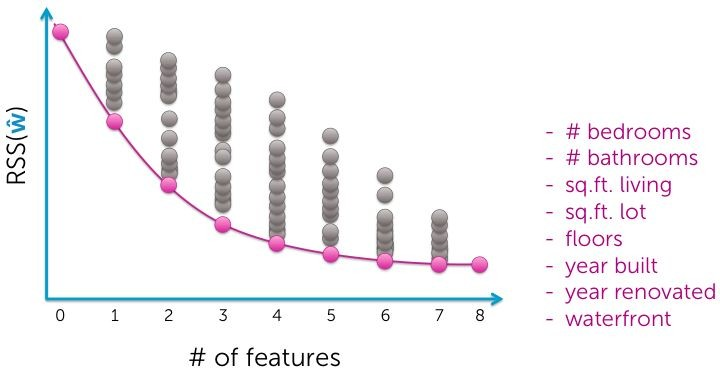 RSS(ŵ)
0 1 2 3 4 5 6 7 8
# of features
- # bedrooms
- # bathrooms
- sq.ft. living
- sq.ft. lot
- floors
- year built
- year renovated
- waterfront